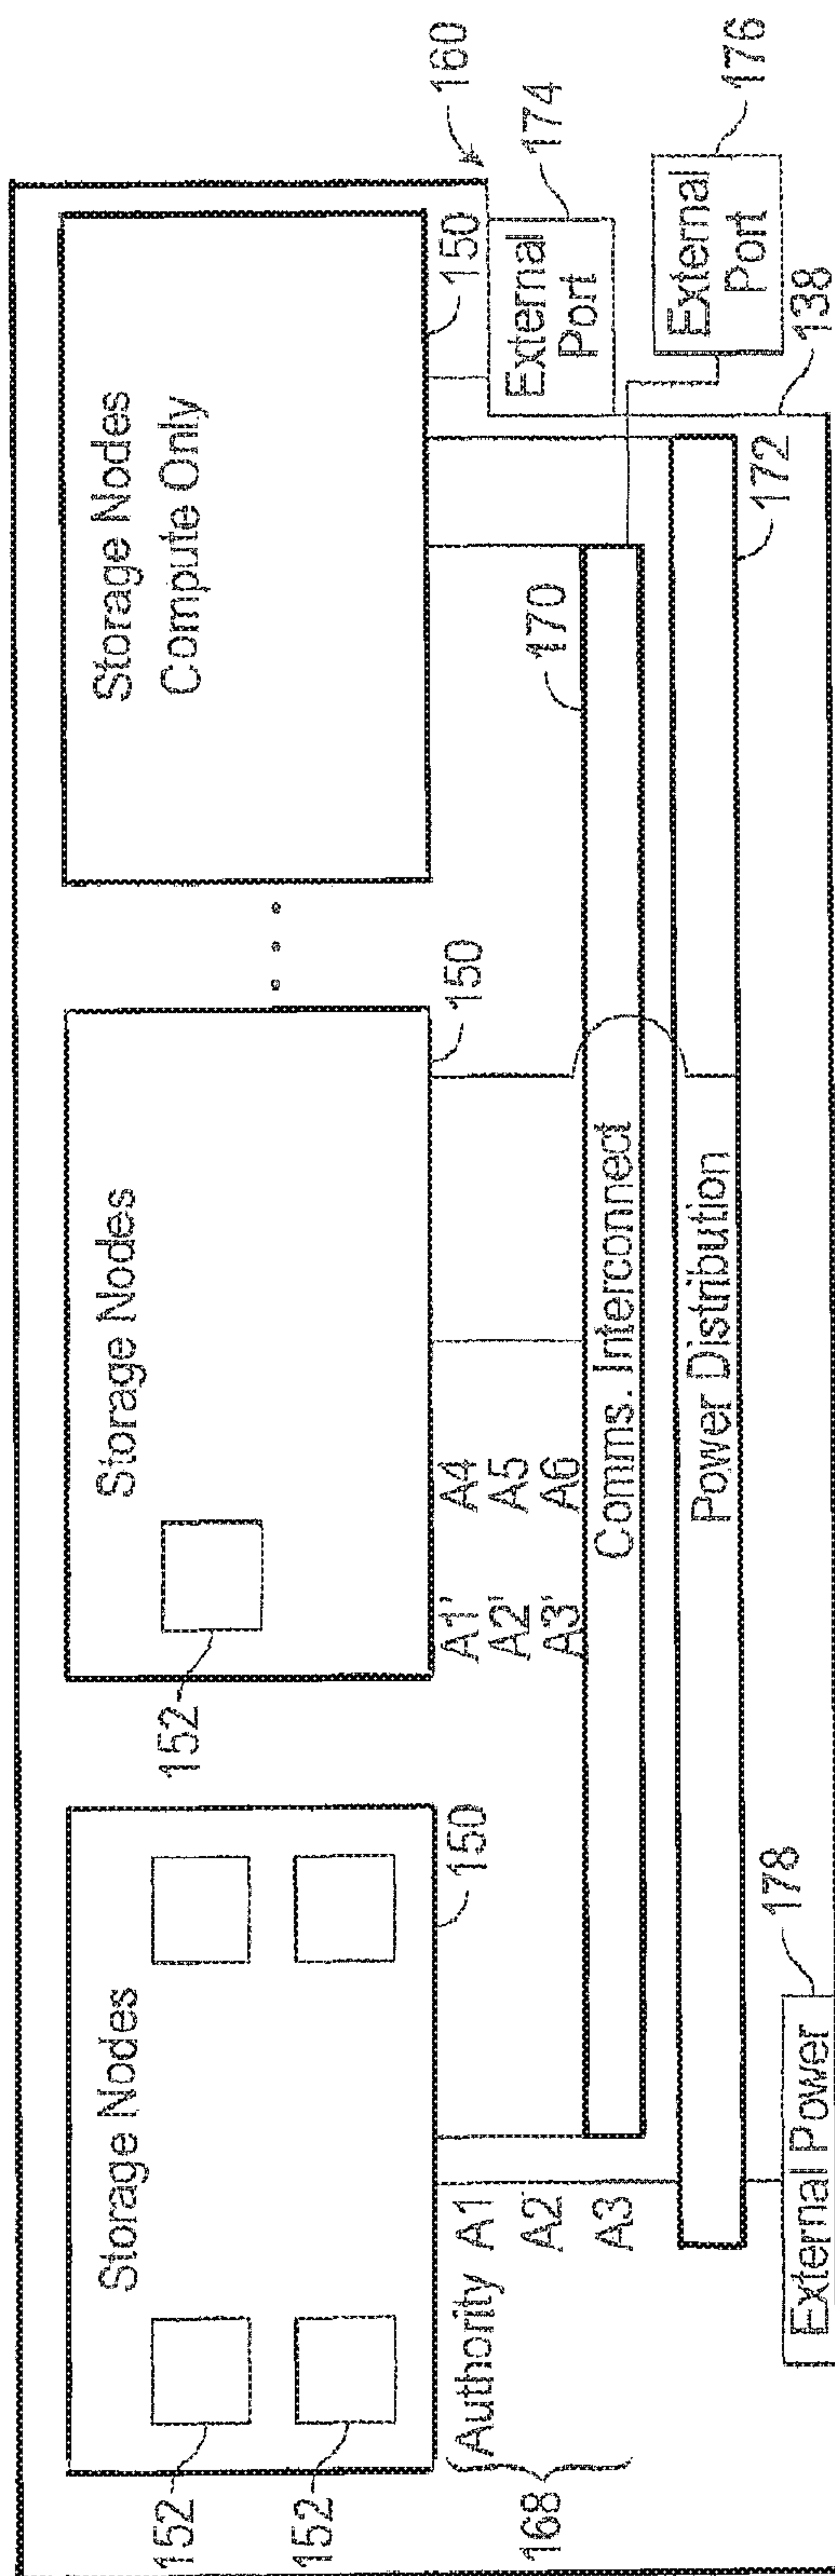 160
Storage Nodes
152
152
150
Storage Nodes
152
150
Storage Nodes
Compute Only
150
168
Authority A1
A2
A3
A1' A4
A2' A5
A3' A6
170
Comms. Interconnect
Power Distribution
172
External
Port
174
External
Port
176
138
External Power
178